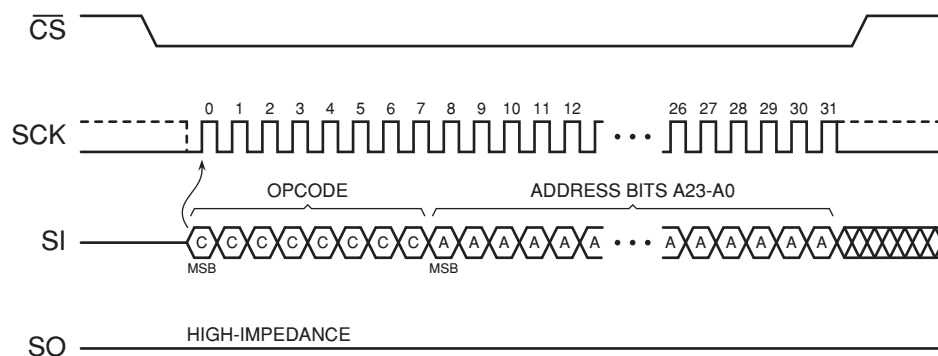 CS
0 1 2 3 4 5 6 7 8 9 10 11 12 26 27 28 29 30 31
SCK
OPCODE ADDRESS BITS A23-A0
SI C C C C C C C C A A A A A A A A A A A A
MSB MSB
HIGH-IMPEDANCE
SO